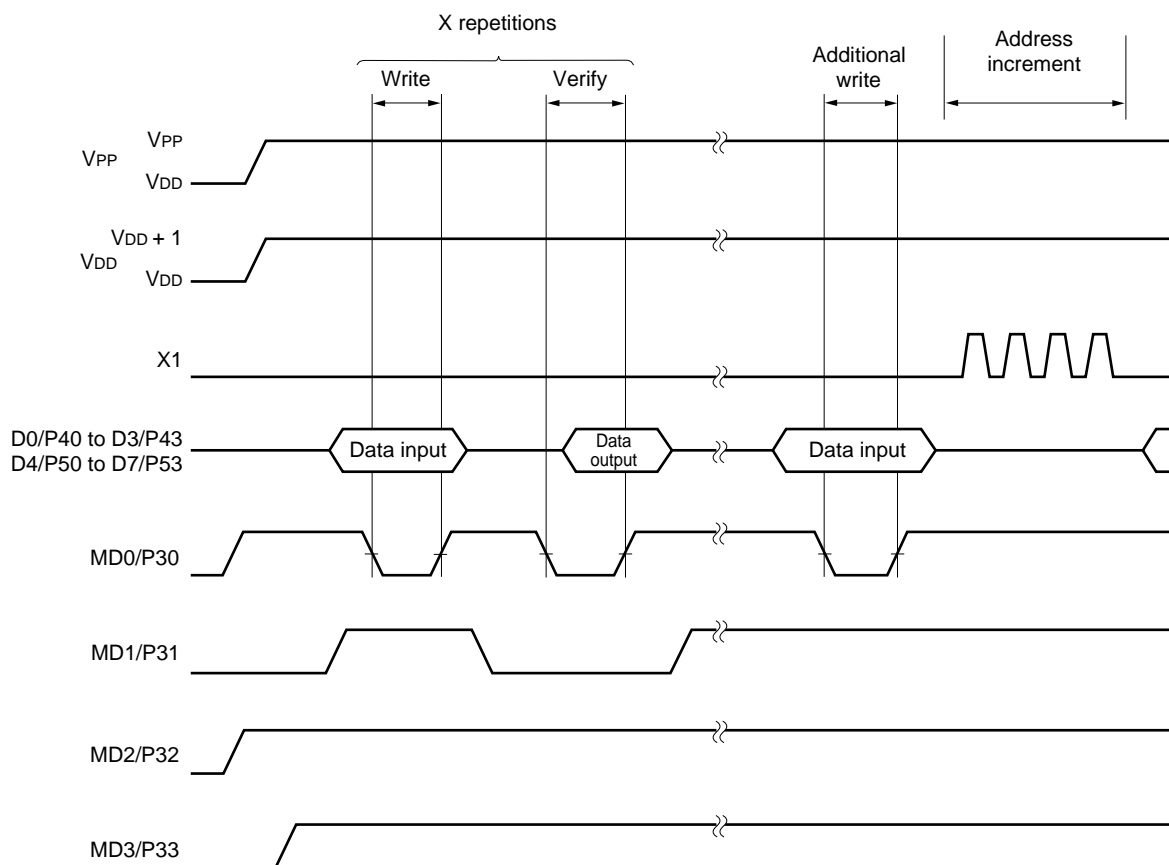 X repetitions
Write
Verify
Additional
write
Address
increment
VPP
VPP
VDD
VDD + 1
VDD
VDD
X1
D0/P40 to D3/P43
D4/P50 to D7/P53
Data input
Data
output
Data input
MD0/P30
MD1/P31
MD2/P32
MD3/P33